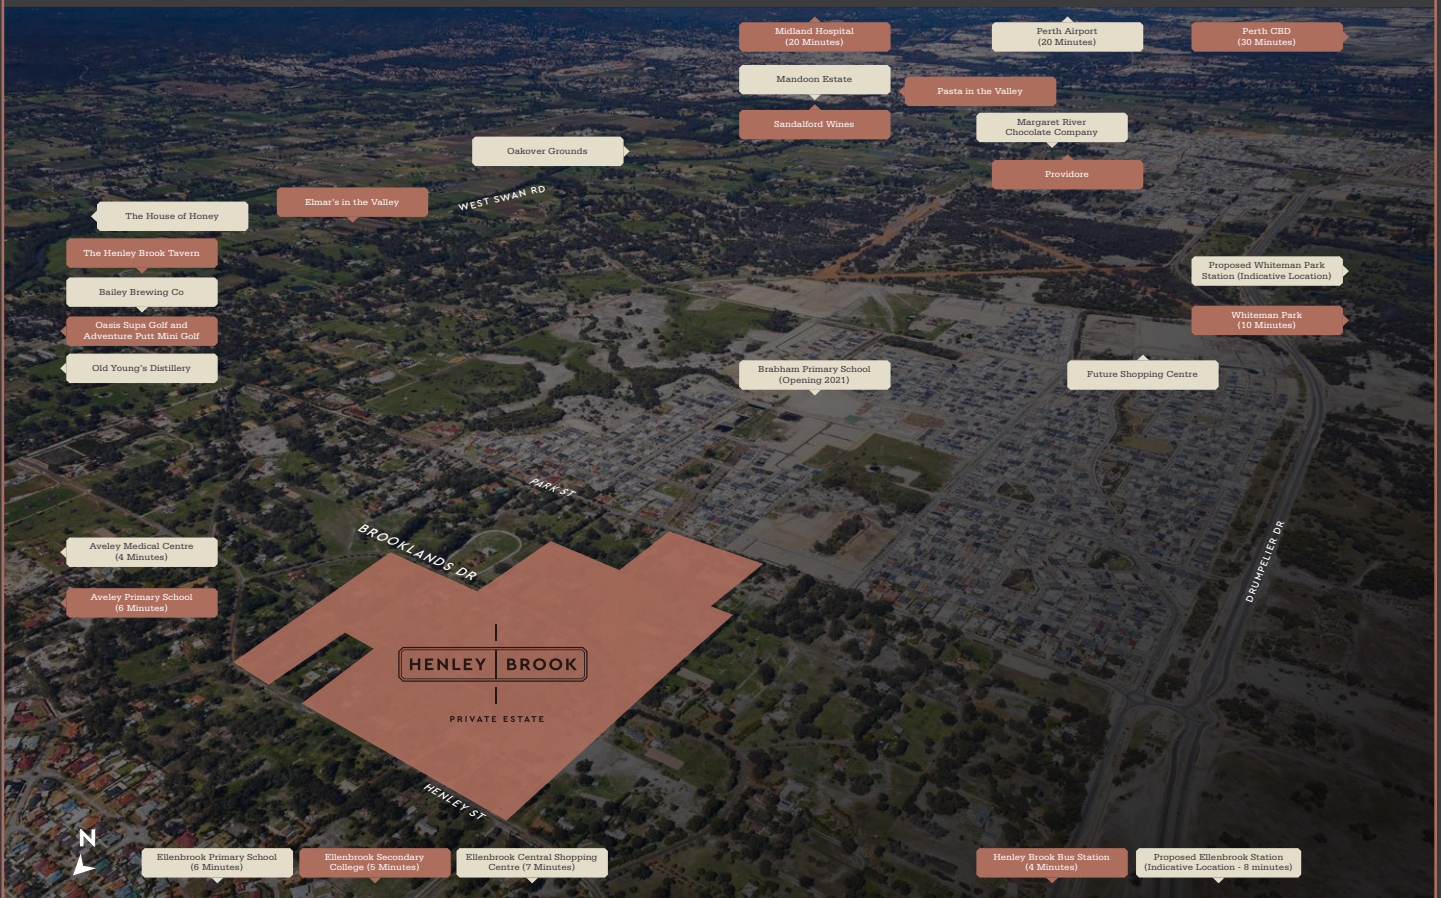 Midland Hospital
(20 Minutes)
Perth Airport
(20 Minutes)
Perth CBD
(30 Minutes)
Mandoon Estate
Pasta in the Valley
Sandalford Wines
Margaret River
Chocolate Company
Oakover Grounds
Providore
WEST SWAN RD
Elmar's in the Valley
The House of Honey
The Henley Brook Tavern
Bailey Brewing Co
Oasis Supa Golf and
Adventure Putt Mini Golf
Old Young's Distillery
Proposed Whiteman Park
Station (Indicative Location)
Whiteman Park
(10 Minutes)
Brabham Primary School
(Opening 2021)
Future Shopping Centre
PARK ST
BROOKLANDS DR
DRUMPELIER DR
Aveley Medical Centre
(4 Minutes)
Aveley Primary School
(6 Minutes)
HENLEY BROOK
PRIVATE ESTATE
HENLEY ST
N
Ellenbrook Primary School
(6 Minutes)
Ellenbrook Secondary
College (5 Minutes)
Ellenbrook Central Shopping
Centre (7 Minutes)
Henley Brook Bus Station
(4 Minutes)
Proposed Ellenbrook Station
(Indicative Location - 8 minutes)